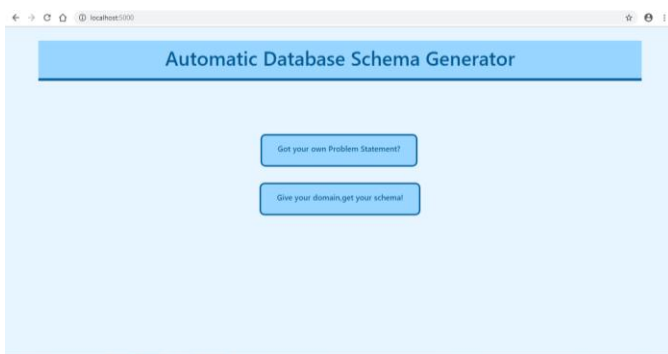 localhost:5000
Automatic Database Schema Generator
Got your own Problem Statement?
Give your domain,get your schema!